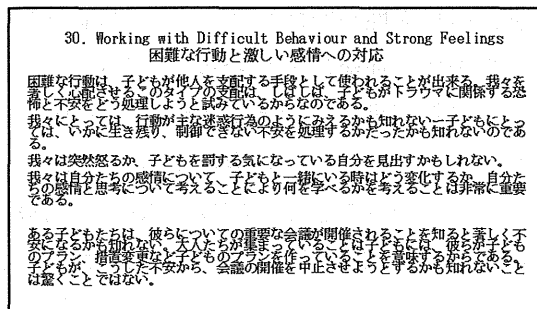 30. Working with Difficult Behaviour and Strong Feelings
困難な行動と激しい感情への対応
困難な行動は、子どもが他人を支配する手段として使われることが出来る。我々を
著しく心配させるこのタイプの支配は、しばしば、子どもがトラウマに関係する恐
怖と不安をどう処理しようと試みているからなのである。
我々にとっては、行動が主な迷惑行為のようにみえるかも知れないー子どもにとっ
ては、いかに生き残り、制御できない不安を処理するかだったかも知れないのであ
る。
我々は突然怒るか、子どもを罰する気になっている自分を見出すかもしれない。
我々は自分たちの感情について、子どもと一緒にいる時はどう変化するか、自分た
ちの感情と思考について考えることにより何を学べるかを考えることは非常に重要
である。
ある子どもたちは、彼らについての重要な会議が開催されることを知ると著しく不
安になるかも知れない。大人たちが集まっていることは子どもには、彼らが子ども
のプラン、措置変更など子どものプランを作っていることを意味するからである。
子どもが、こうした不安から、会議の開催を中止させようとするかも知れないこと
は驚くことではない。